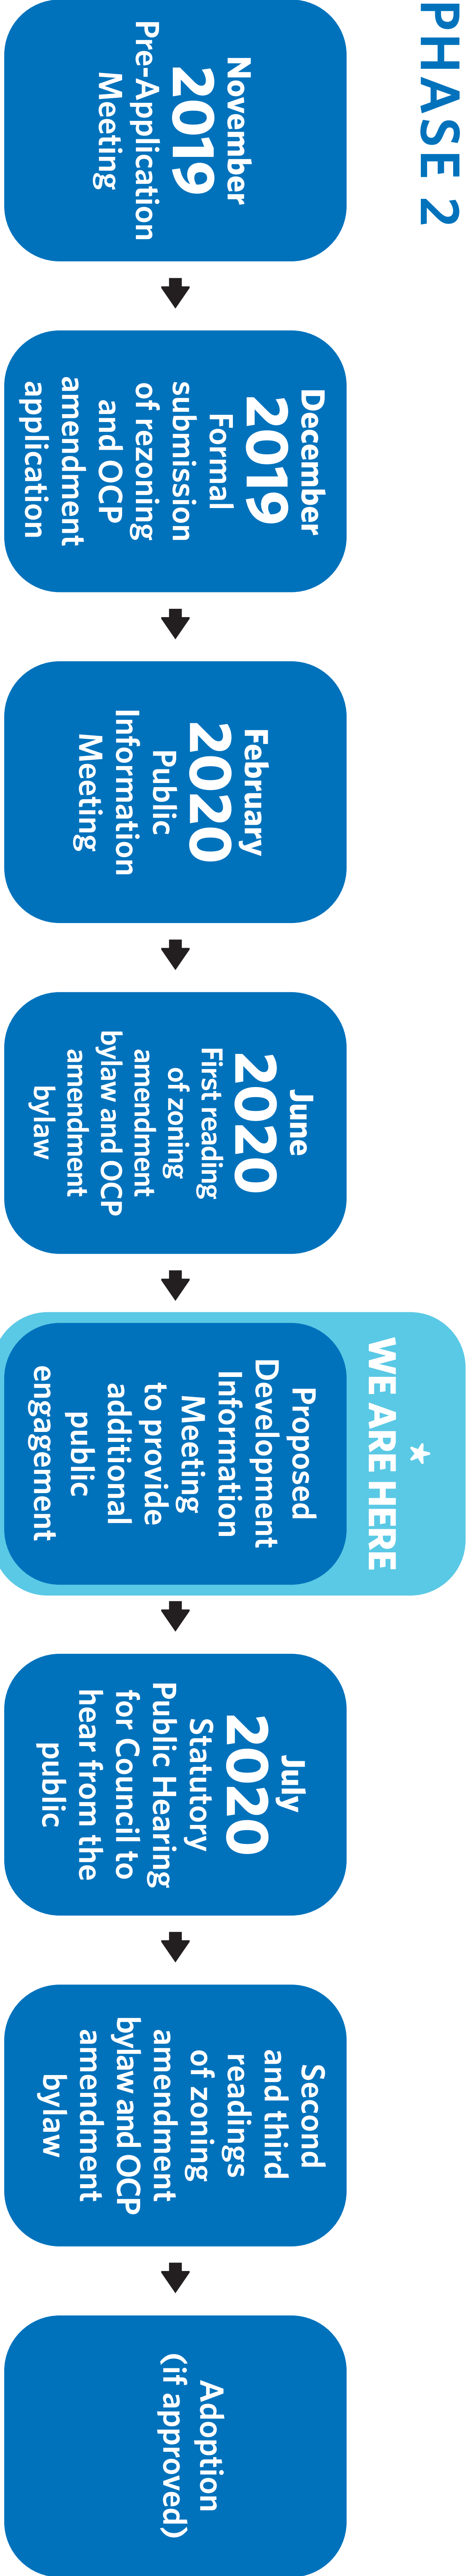 PHASE 2
November
2019
Pre-Application
Meeting
December
2019
Formal
submission
of rezoning
and OCP
amendment
application
February
2020
Public
Information
Meeting
June
2020
First reading
of zoning
amendment
bylaw and OCP
amendment
bylaw
WE ARE HERE
Proposed
Development
Information
Meeting
to provide
additional
public
engagement
July
2020
Statutory
Public Hearing
for Council to
hear from the
public
Second
and third
readings
of zoning
amendment
bylaw and OCP
amendment
bylaw
Adoption
(if approved)